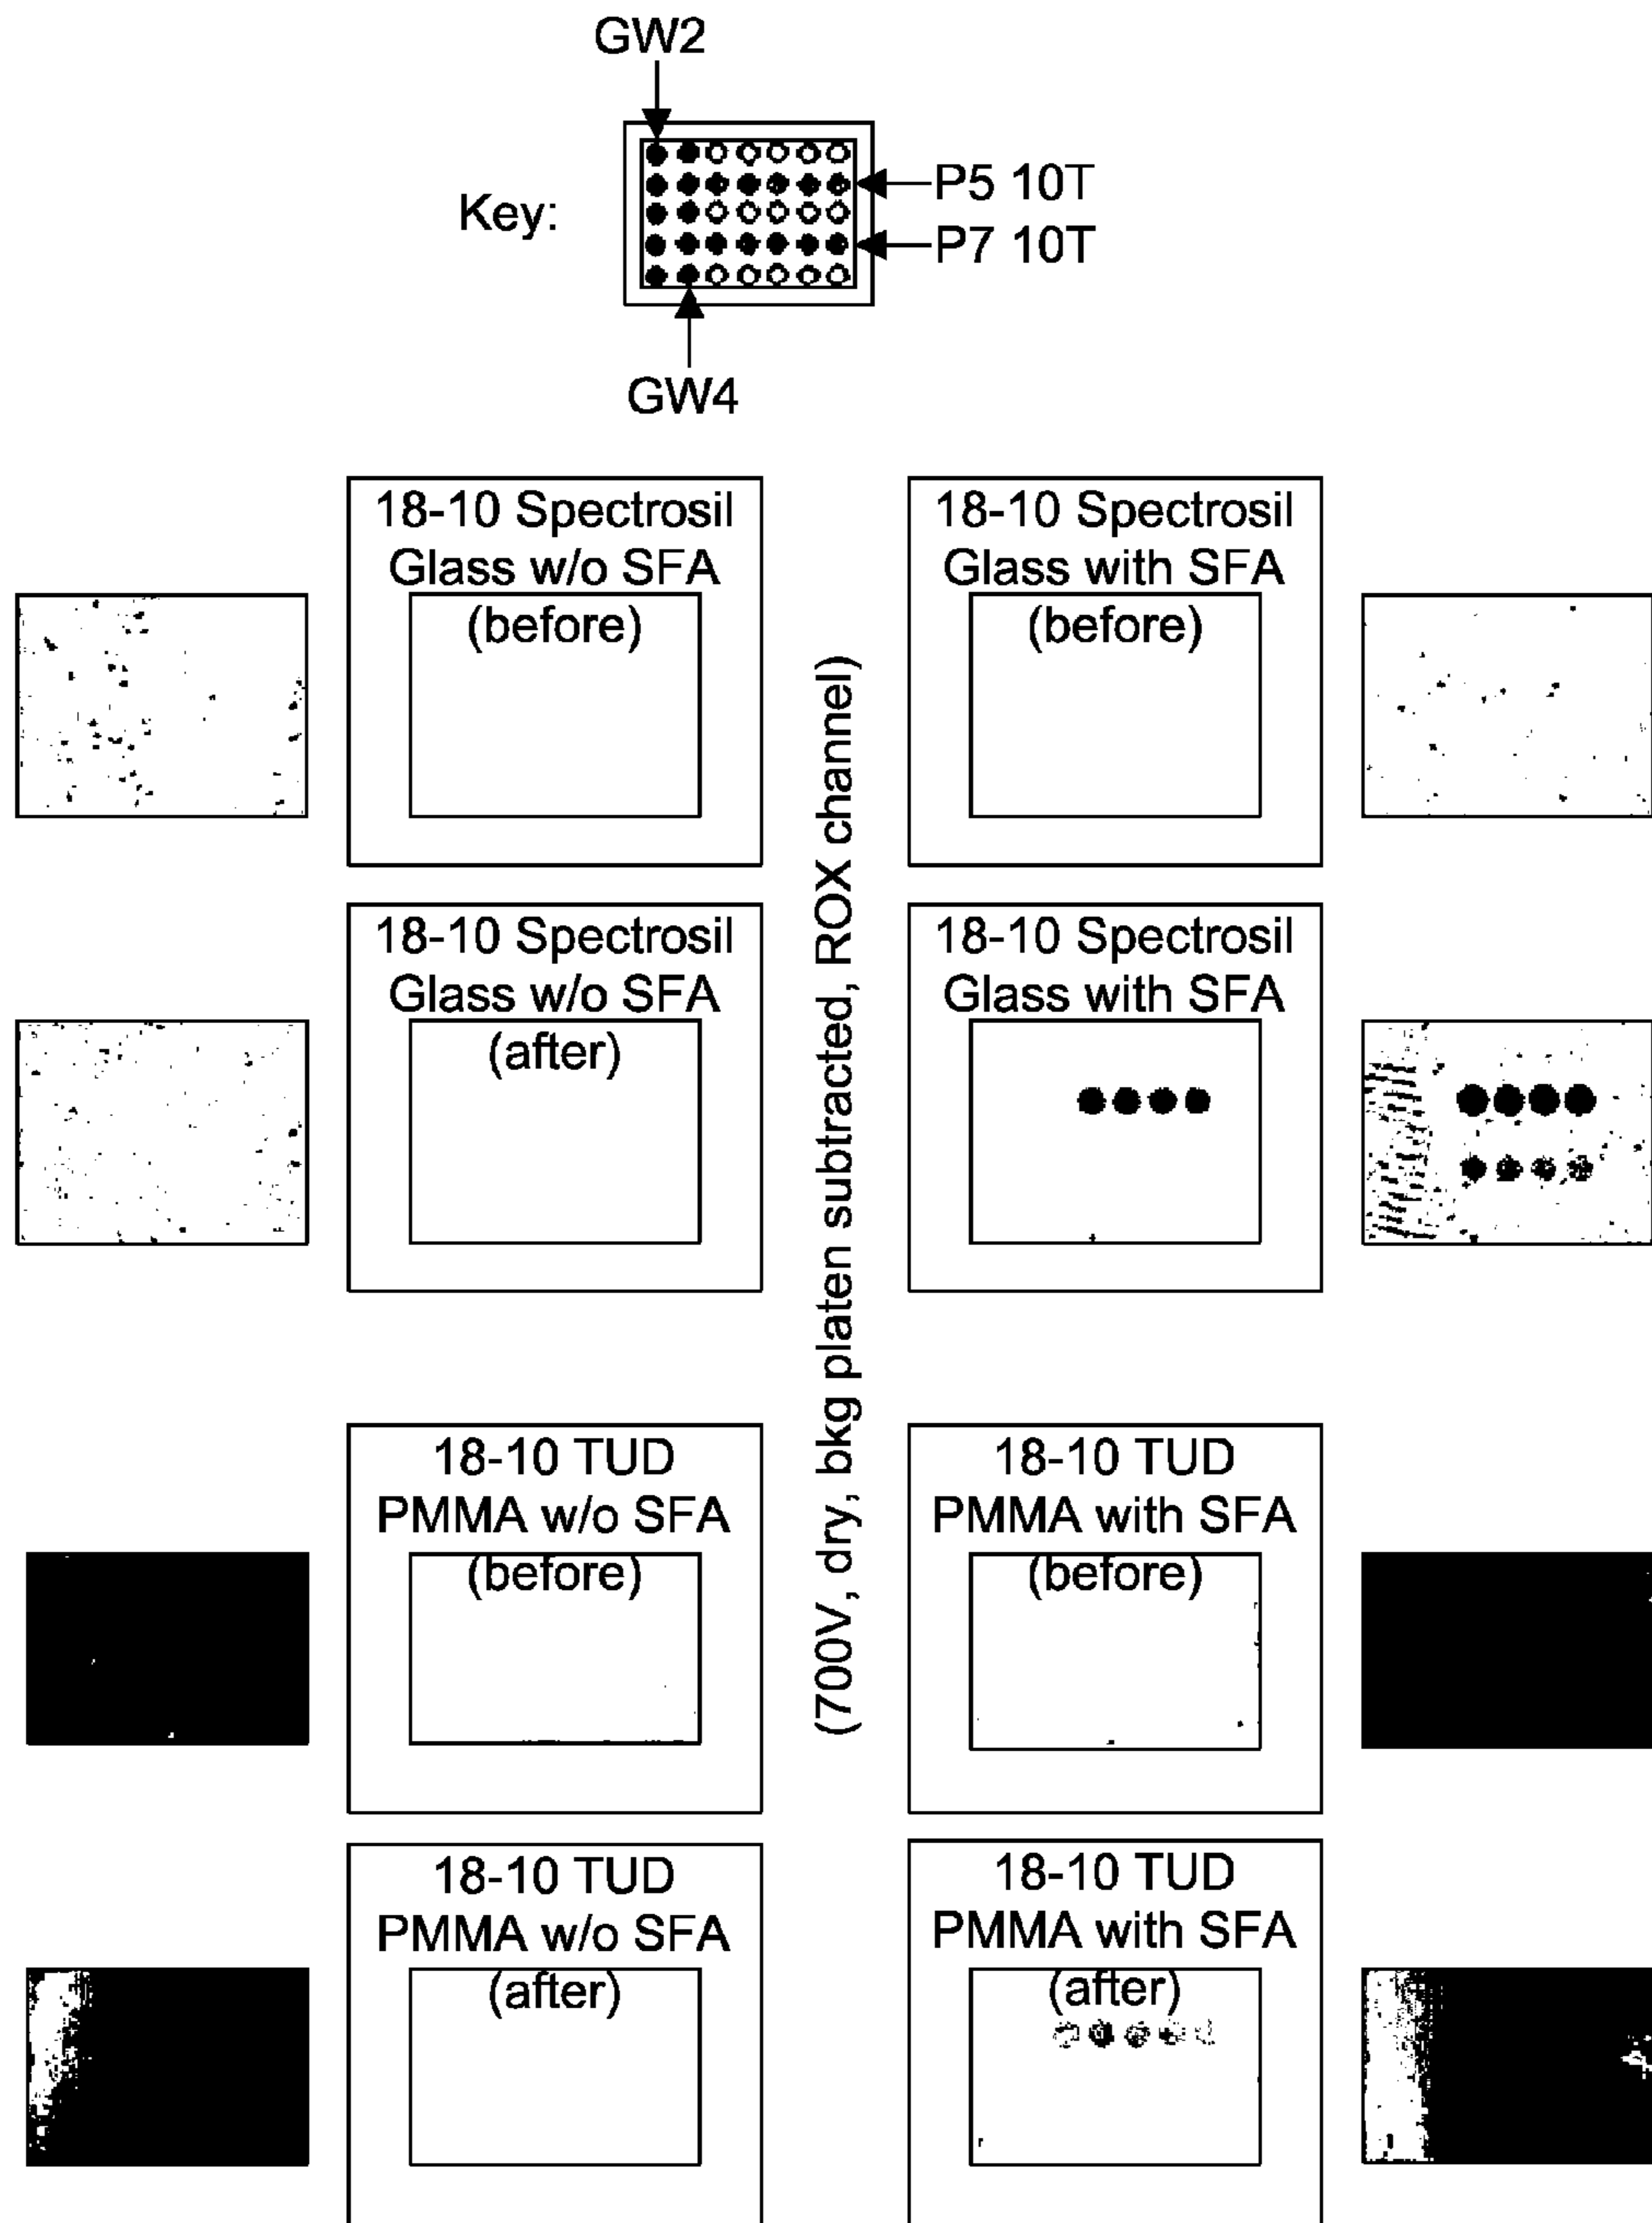 GW2
Key:
P5 10T
P7 10T
GW4
18-10 Spectrosil
Glass w/o SFA
(before)
18-10 Spectrosil
Glass with SFA
(before)
18-10 Spectrosil
Glass w/o SFA
(after)
18-10 Spectrosil
Glass with SFA
(700V, dry, bkg platen subtracted, ROX channel)
18-10 TUD
PMMA w/o SFA
(before)
18-10 TUD
PMMA with SFA
(before)
18-10 TUD
PMMA w/o SFA
(after)
18-10 TUD
PMMA with SFA
(after)